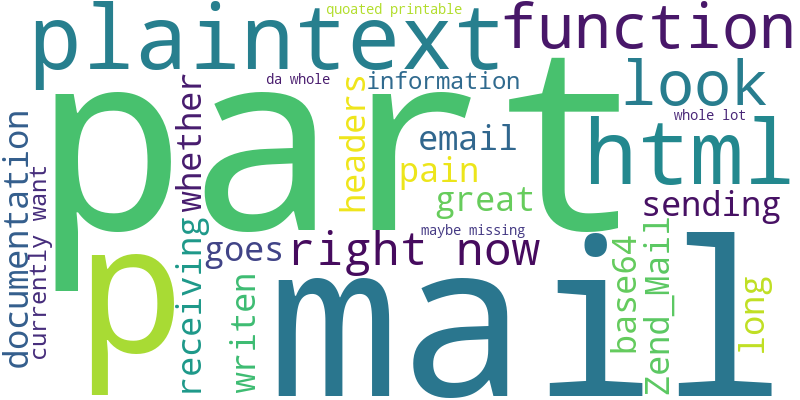 quoated printable
plaintext
function
da whole
information
look
part
whether
headers
email
whole lot
html
documentation
currently want
pain
great
sending
p
receiving
goes
maybe missing
right now
mail
writen
base64
Zend_Mail
long